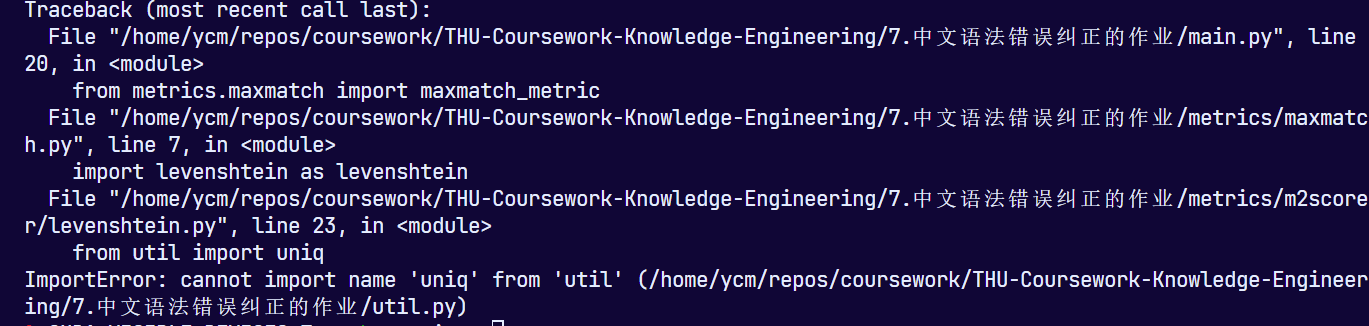 Traceback (most recent call last):
  File "/home/ycm/repos/coursework/THU-Coursework-Knowledge-Engineering/7.中文语法错误纠正的作业/main.py", line
20, in <module>
    from metrics.maxmatch import maxmatch_metric
  File "/home/ycm/repos/coursework/THU-Coursework-Knowledge-Engineering/7.中文语法错误纠正的作业/metrics/maxmatc
h.py", line 7, in <module>
    import levenshtein as levenshtein
  File "/home/ycm/repos/coursework/THU-Coursework-Knowledge-Engineering/7.中文语法错误纠正的作业/metrics/m2score
r/levenshtein.py", line 23, in <module>
    from util import uniq
ImportError: cannot import name 'uniq' from 'util' (/home/ycm/repos/coursework/THU-Coursework-Knowledge-Engineer
ing/7.中文语法错误纠正的作业/util.py)